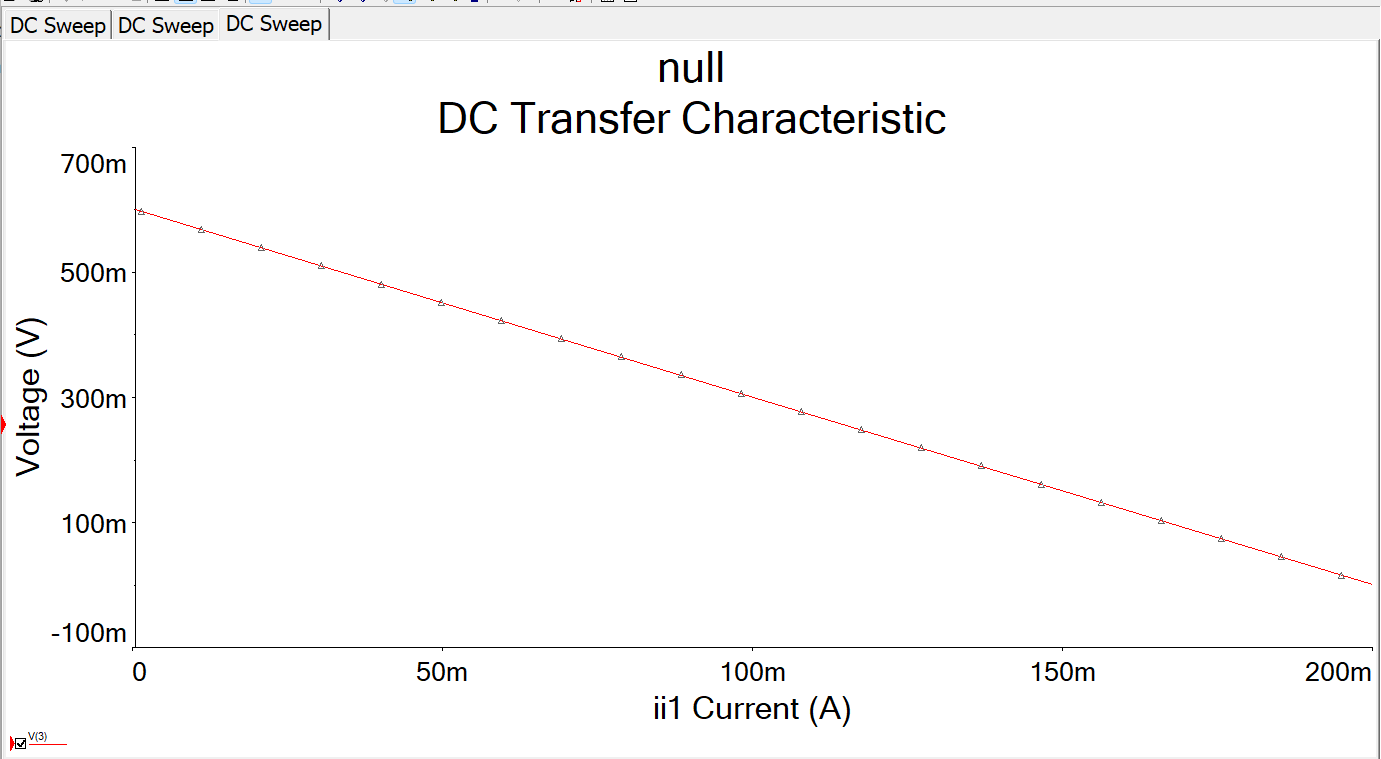 DC Sweep DC Sweep DC Sweep
null
DC Transfer Characteristic
700m
500m
300m
100m
-100m
Voltage (V)
0 50m 100m 150m 200m
ii1 Current (A)
V(3)